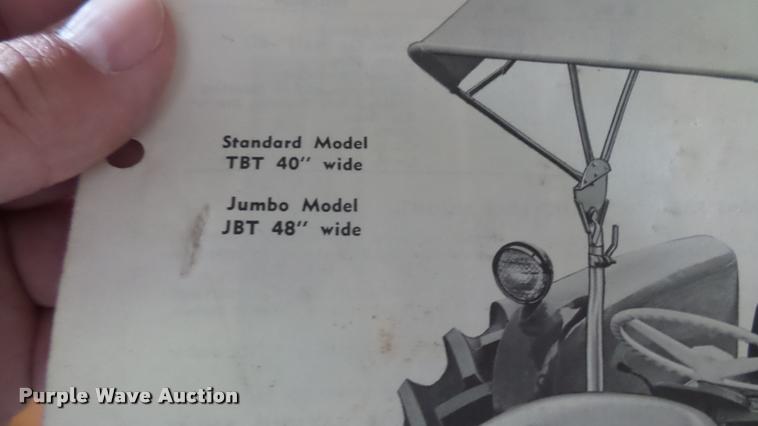 Standard Model
TBT 40" wide
Jumbo Model
JBT 48" wide
Purple Wave Auction